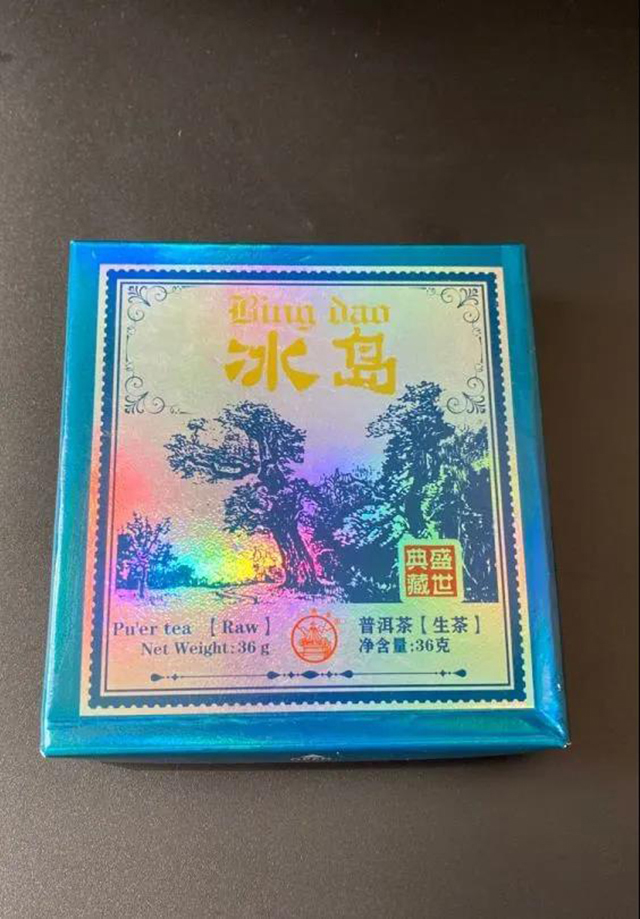 Bing dao
冰岛
盛世
典藏
Pu'er tea 【Raw】
Net Weight:36 g
普洱茶【生茶】
净含量:36克